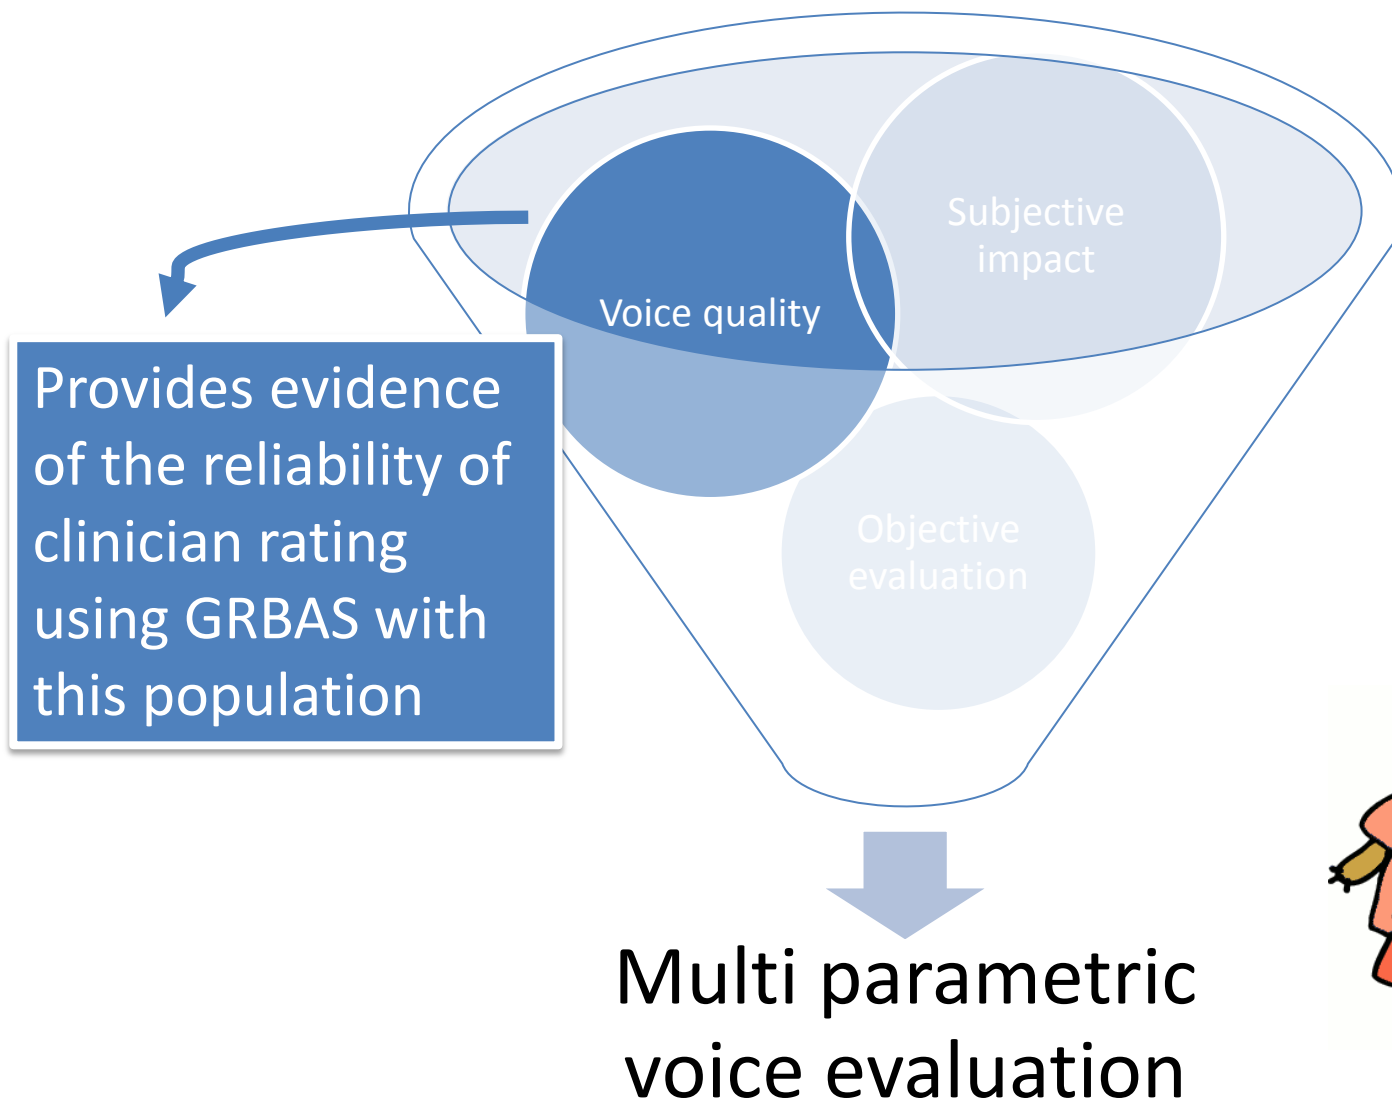 Subjective
impact
Voice quality
Provides evidence
of the reliability of
clinician rating
using GRBAS with
this population
Objective
evaluation
Multi parametric
voice evaluation